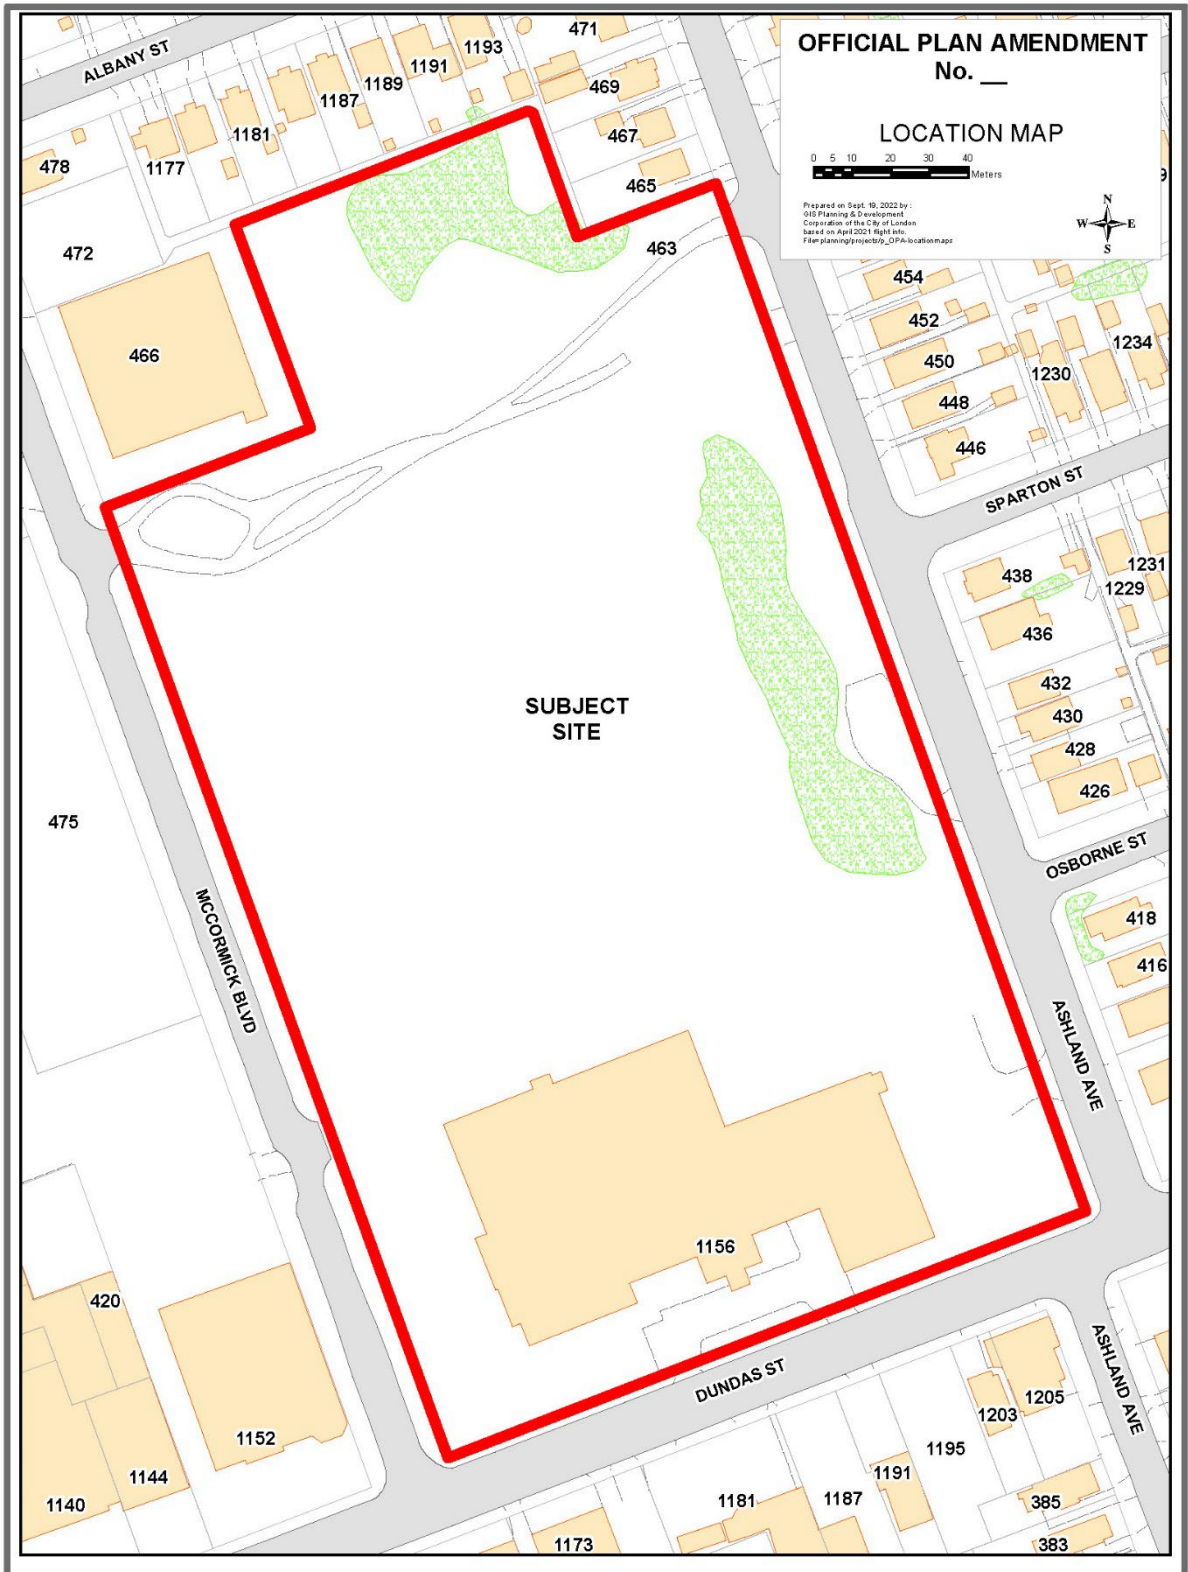 OFFICIAL PLAN AMENDMENT
No. __
LOCATION MAP
0 5 10 20 30 40
Meters
Prepared on Sept. 19, 2022 by :
GIS Planning & Development
Corporation of the City of London
based on April 2021 flight info.
File=planning/projects/p_OPA-locationmaps
N
W E
S
ALBANY ST
1193
471
1191
1189
469
1187
467
1181
478
1177
465
472
463
466
454
452
450
448
446
1234
1230
SPARTON ST
438
1231
1229
436
432
430
428
426
SUBJECT
SITE
475
OSBORNE ST
418
416
MCCORMICK BLVD
ASHLAND AVE
1156
420
1152
1144
1140
DUNDAS ST
ASHLAND AVE
1205
1203
1195
1191
1187
1181
1173
385
383